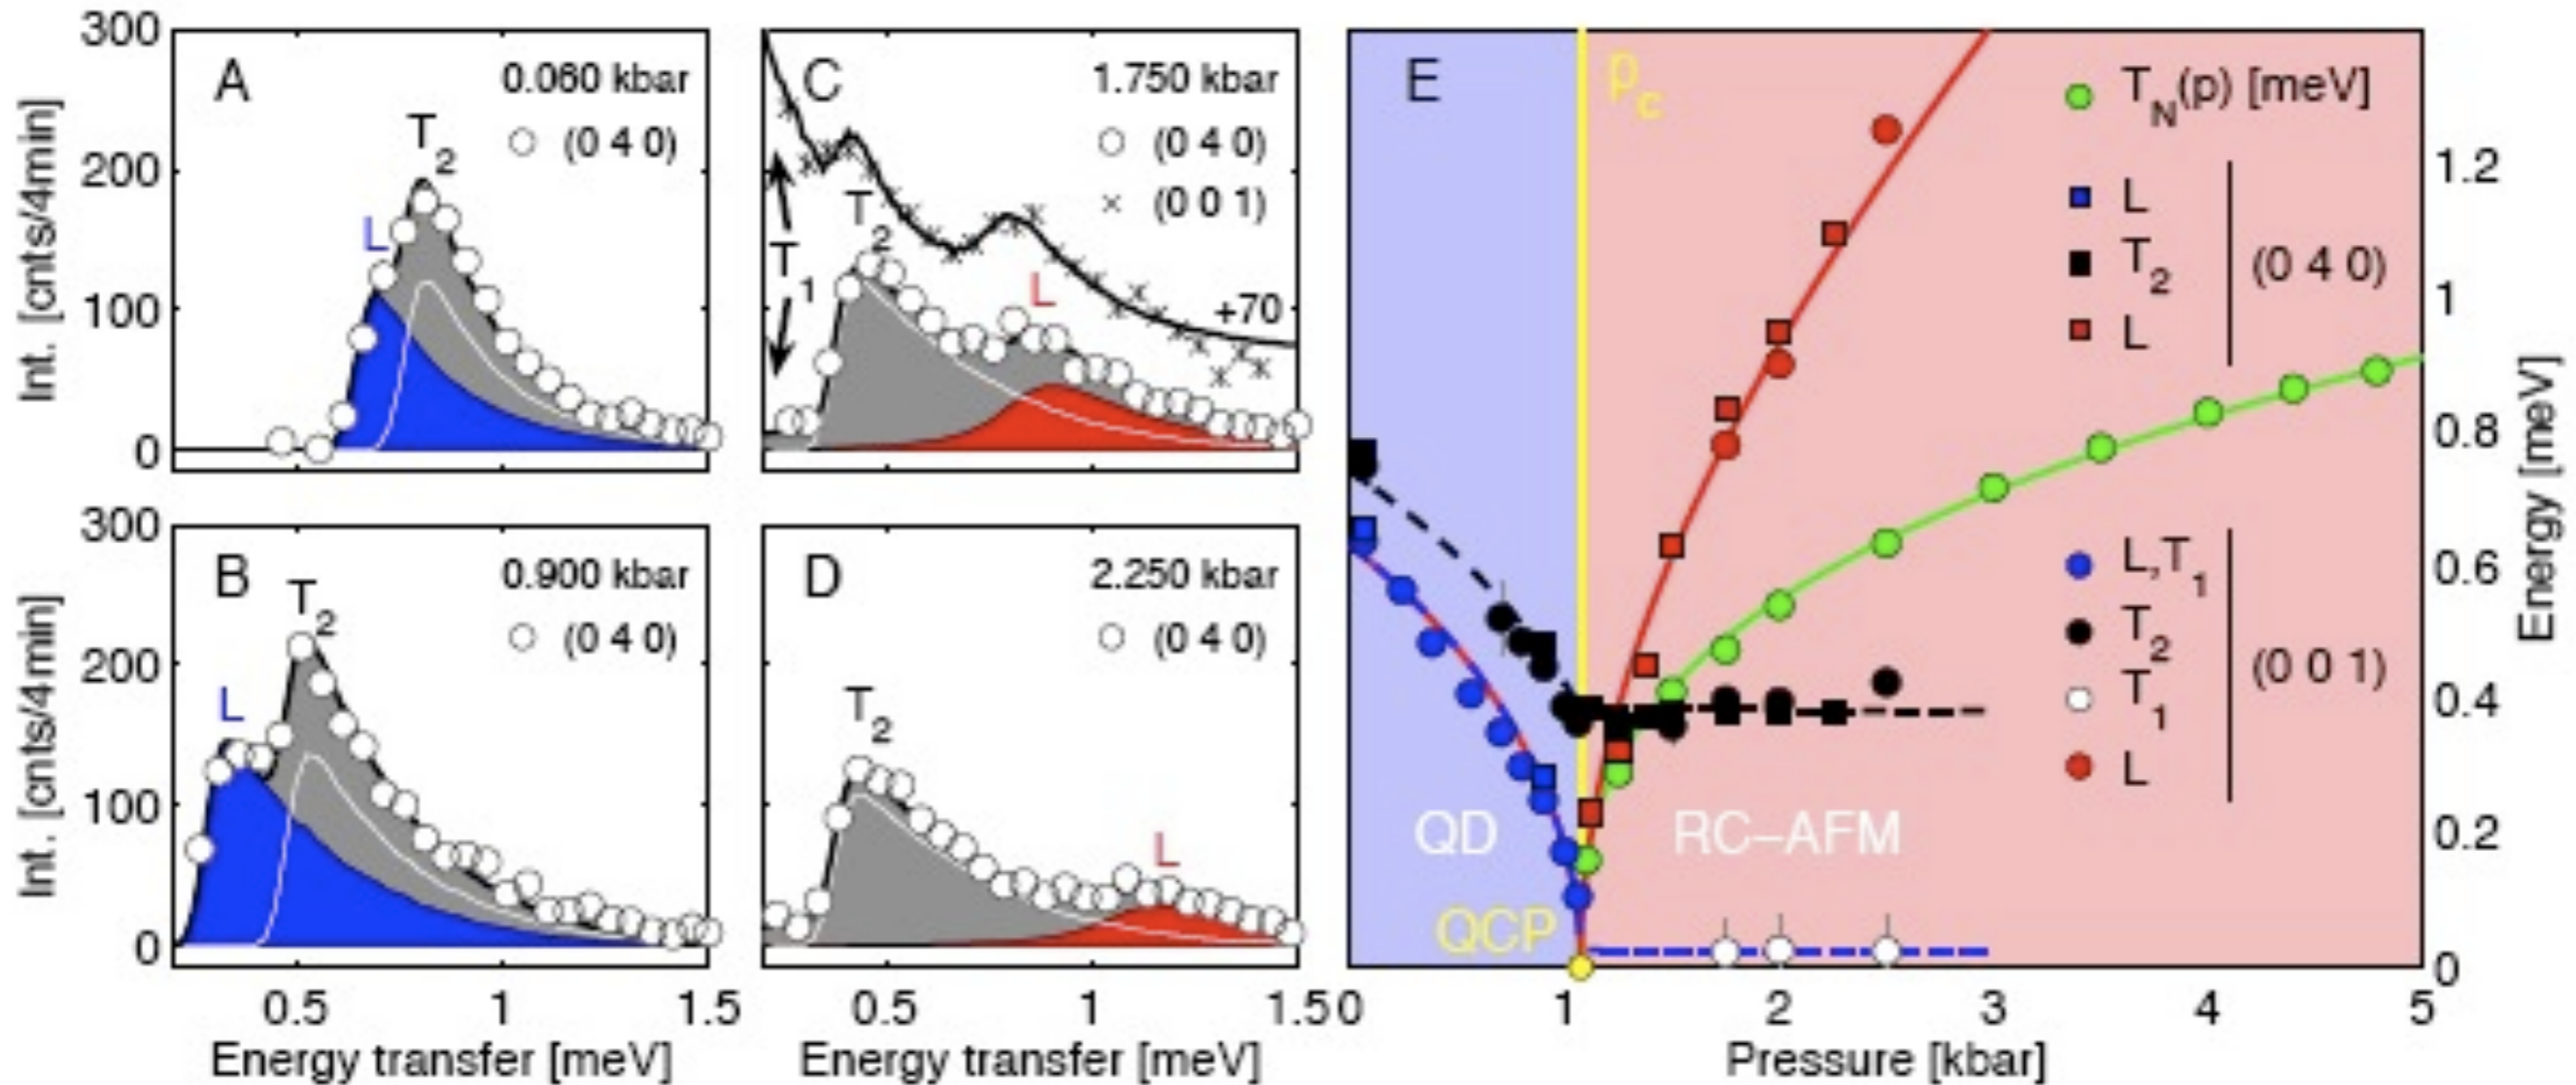 300
200
100
0
Int. [cnts/4min]
A
0.060 kbar
(0 4 0)
T2
L
300
200
100
0
Int. [cnts/4min]
B
0.900 kbar
(0 4 0)
T2
L
0.5
1
1.5
Energy transfer [meV]
C
1.750 kbar
(0 4 0)
(0 0 1)
T2
T1
L
+70
D
2.250 kbar
(0 4 0)
T2
L
0.5
1
1.5
Energy transfer [meV]
E
pc
TN(p) [meV]
L
T2
L
(0 4 0)
L,T1
T2
T1
L
(0 0 1)
QD
RC–AFM
QCP
0
1
2
3
4
5
Pressure [kbar]
1.2
1
0.8
0.6
0.4
0.2
0
Energy [meV]